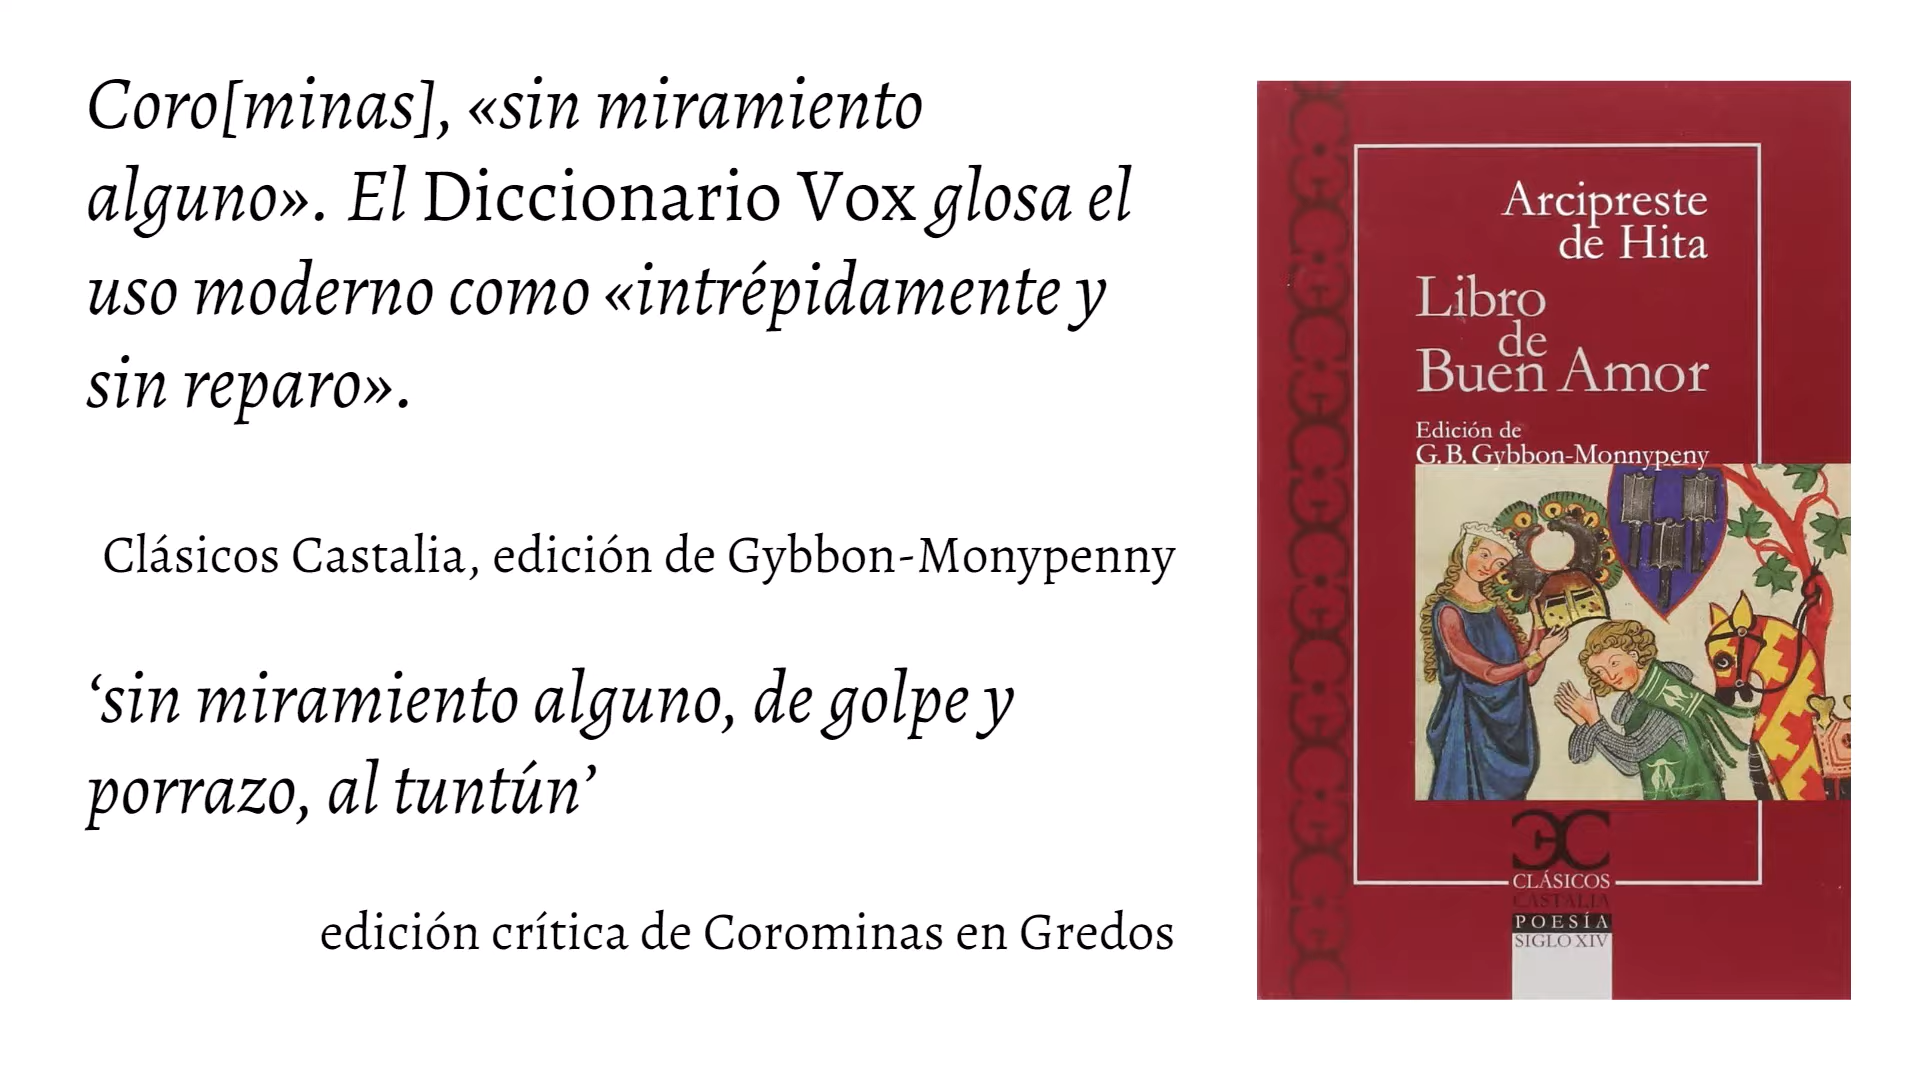 Coro[minas], «sin miramiento
alguno». El Diccionario Vox glosa el
uso moderno como «intrépidamente y
sin reparo».
Clásicos Castalia, edición de Gybbon-Monypenny
‘sin miramiento alguno, de golpe y
porrazo, al tuntún’
edición crítica de Corominas en Gredos
Arcipreste
de Hita
Libro
de
Buen Amor
Edición de
G. B. Gybbon-Monnypeny
CLÁSICOS
CASTALIA
POESÍA
SIGLO XIV